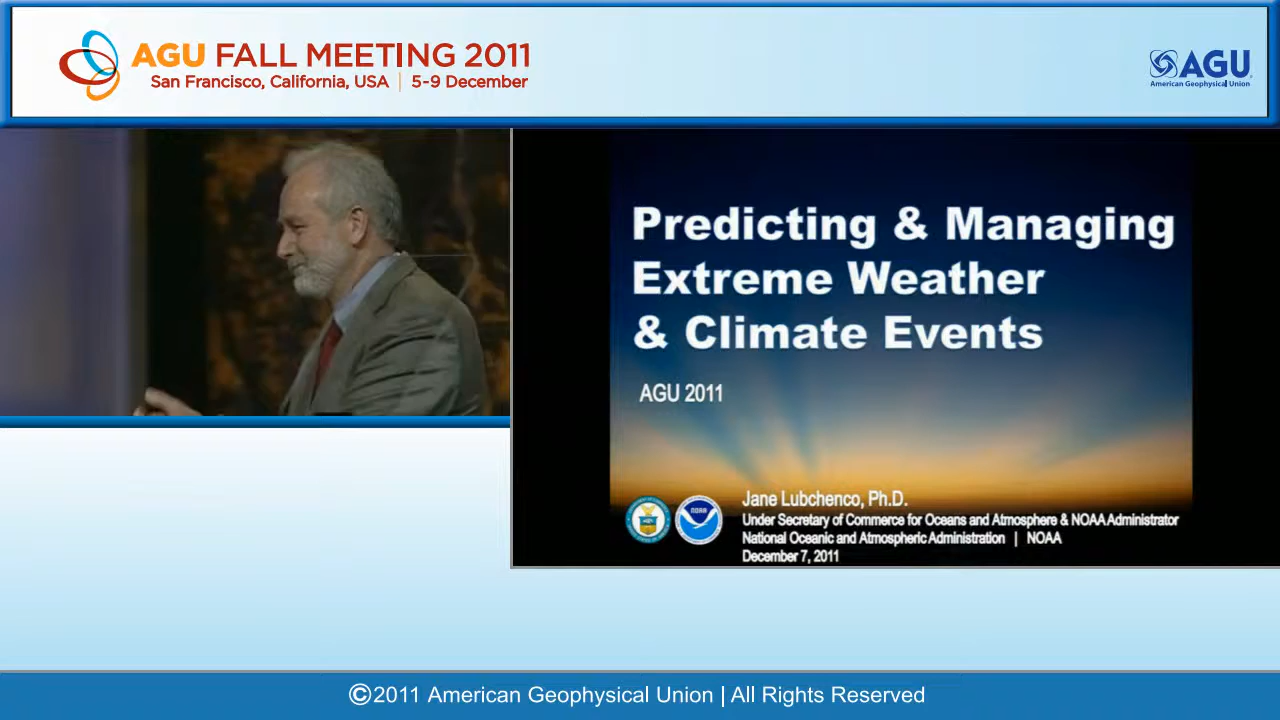 AGU FALL MEETING 2011
San Francisco, California, USA | 5-9 December
AGU
American Geophysical Union
Predicting & Managing
Extreme Weather
& Climate Events
AGU 2011
NOAA
Jane Lubchenco, Ph.D.
Under Secretary of Commerce for Oceans and Atmosphere & NOAA Administrator
National Oceanic and Atmospheric Administration | NOAA
December 7, 2011
©2011 American Geophysical Union | All Rights Reserved